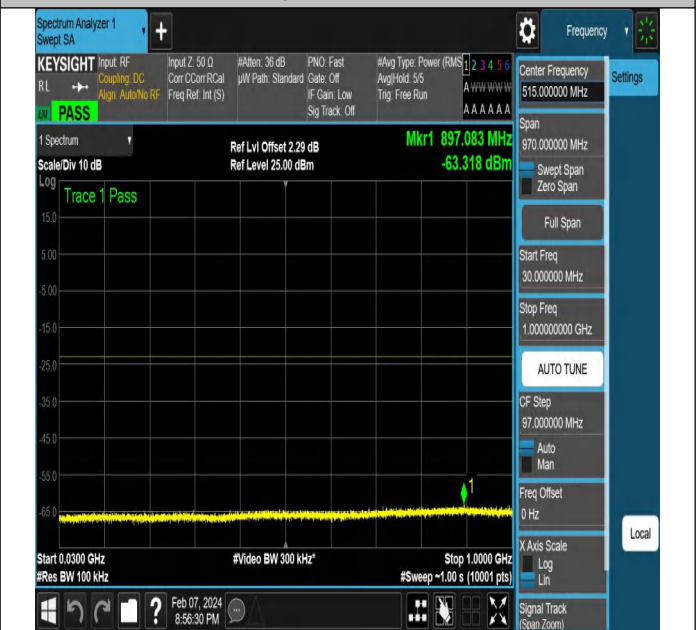 Spectrum Analyzer 1
Swept SA
+
Frequency
KEYSIGHT
RL
PASS
Input: RF
Coupling: DC
Align: Auto/No RF
Input Z: 50 Ω
Corr CCorr RCal
Freq Ref: Int (S)
#Atten: 36 dB
µW Path: Standard
PNO: Fast
Gate: Off
IF Gain: Low
Sig Track: Off
#Avg Type: Power (RMS
Avg|Hold: 5/5
Trig: Free Run
1 2 3 4 5 6
A W W W W W
A A A A A A
Center Frequency
515.000000 MHz
Settings
1 Spectrum
Scale/Div 10 dB
Ref Lvl Offset 2.29 dB
Ref Level 25.00 dBm
Mkr1 897.083 MHz
-63.318 dBm
Span
970.000000 MHz
Swept Span
Zero Span
Full Span
Start Freq
30.000000 MHz
Stop Freq
1.000000000 GHz
AUTO TUNE
CF Step
97.000000 MHz
Auto
Man
Freq Offset
0 Hz
X Axis Scale
Log
Lin
Signal Track
(Span Zoom)
Local
Log
Trace 1 Pass
15.0
5.00
-5.00
-15.0
-25.0
-35.0
-45.0
-55.0
-65.0
1
Start 0.0300 GHz
#Res BW 100 kHz
#Video BW 300 kHz*
Stop 1.0000 GHz
#Sweep ~1.00 s (10001 pts)
?
Feb 07, 2024
8:56:30 PM